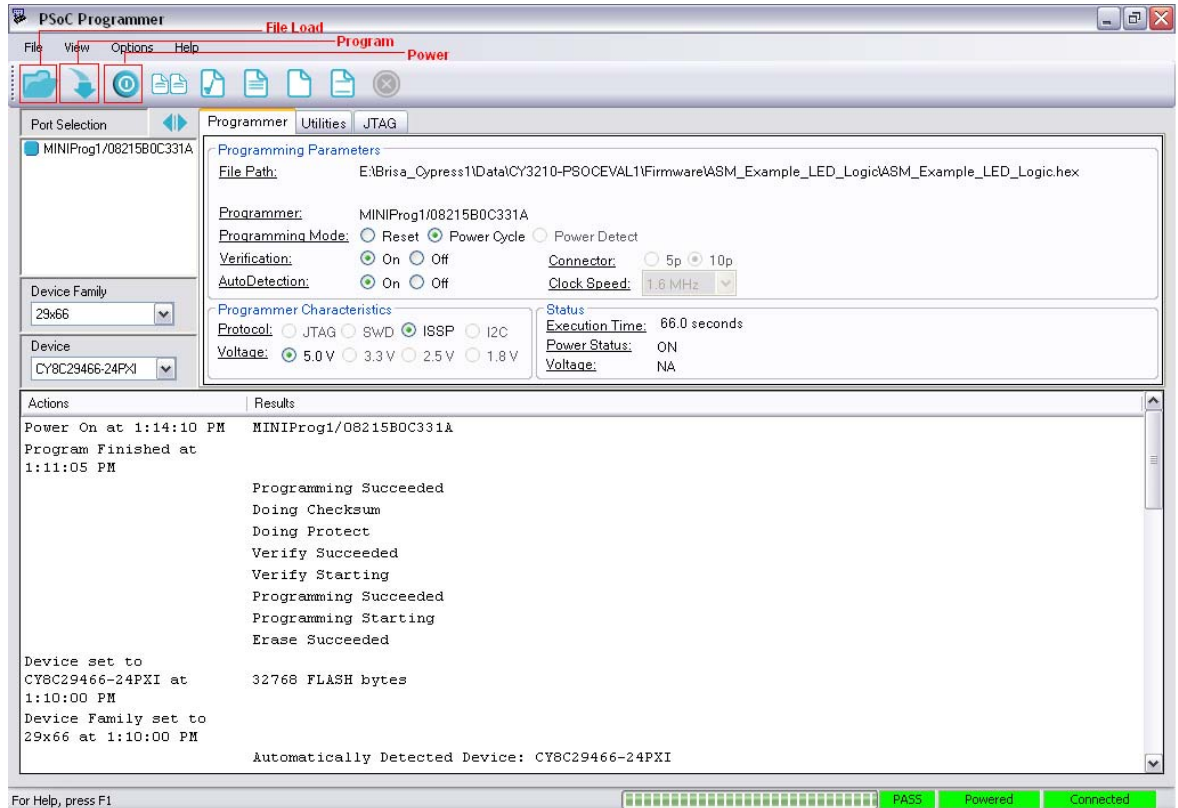 PSoC Programmer
File Load
File View Options Help
Program
Power
Port Selection
Programmer Utilities JTAG
MINIProg1/08215B0C331A
Programming Parameters
File Path: E:\Brisa_Cypress1\Data\CY3210-PSOCEVAL1\Firmware\ASM_Example_LED_Logic\ASM_Example_LED_Logic.hex
Programmer: MINIProg1/08215B0C331A
Programming Mode: Reset Power Cycle Power Detect
Verification: On Off Connector: 5p 10p
AutoDetection: On Off Clock Speed: 1.6 MHz
Device Family
29x66
Device
CY8C29466-24PXI
Programmer Characteristics
Protocol: JTAG SWD ISSP I2C
Voltage: 5.0 V 3.3 V 2.5 V 1.8 V
Status
Execution Time: 66.0 seconds
Power Status: ON
Voltage: NA
Actions Results
Power On at 1:14:10 PM MINIProg1/08215B0C331A
Program Finished at
1:11:05 PM
Programming Succeeded
Doing Checksum
Doing Protect
Verify Succeeded
Verify Starting
Programming Succeeded
Programming Starting
Erase Succeeded
Device set to
CY8C29466-24PXI at 32768 FLASH bytes
1:10:00 PM
Device Family set to
29x66 at 1:10:00 PM
Automatically Detected Device: CY8C29466-24PXI
For Help, press F1 PASS Powered Connected